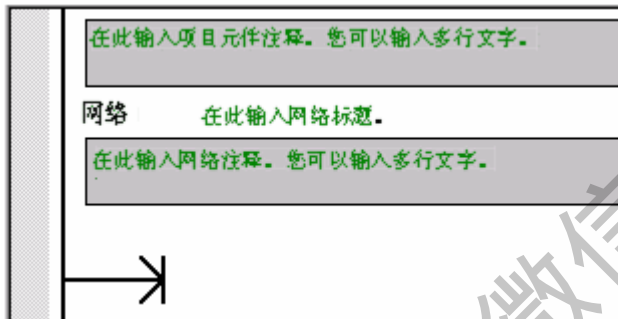 在此输入项目元件注释。您可以输入多行文字。
网络 在此输入网络标题。
在此输入网络注释。您可以输入多行文字。
微信